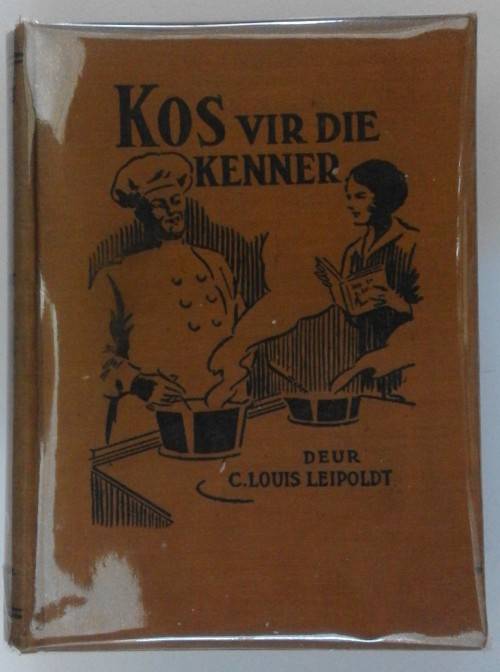 KOS VIR DIE
KENNER
DEUR
C. LOUIS LEIPOLDT